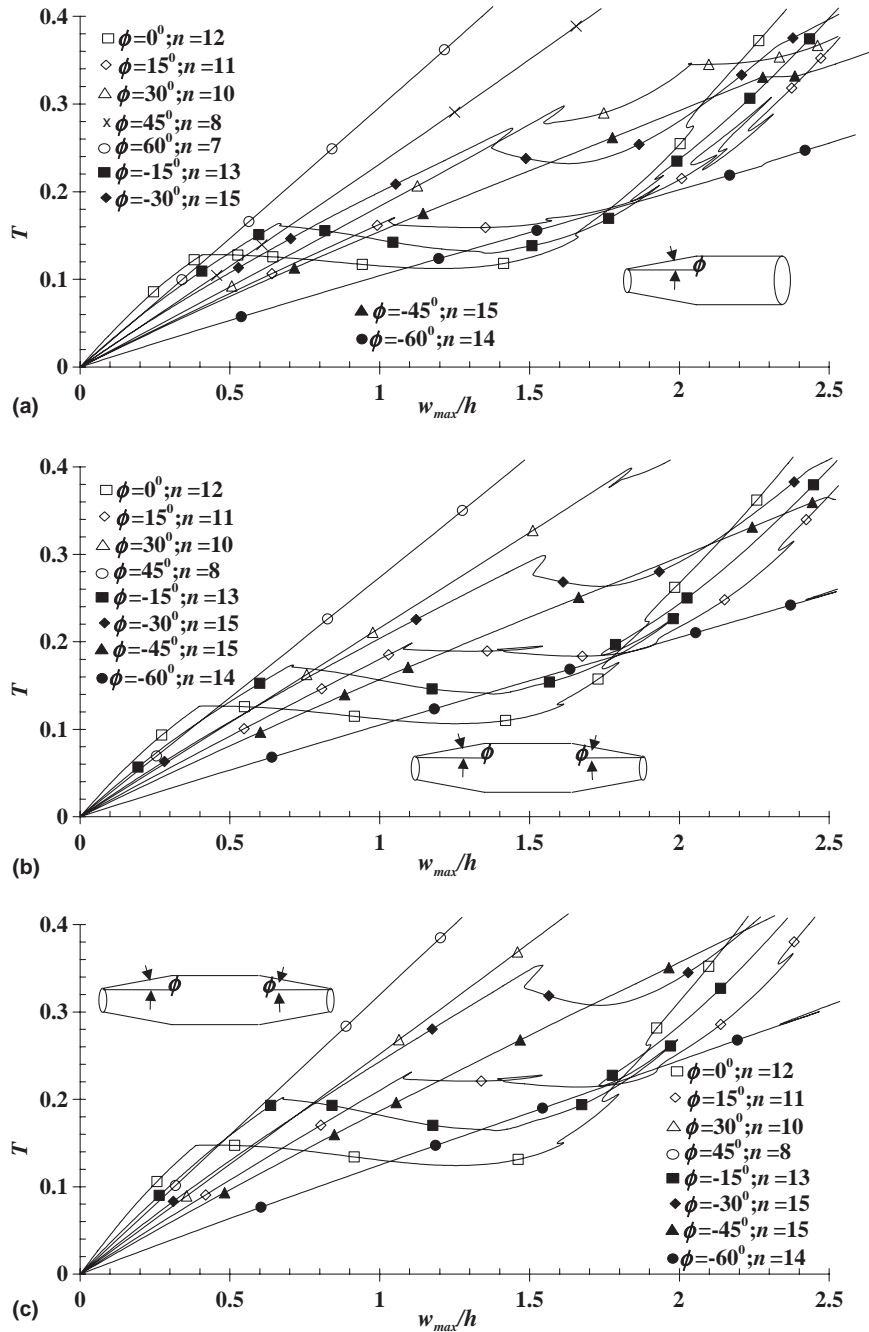 0.4
0.3
0.2
0.1
0
T
ϕ=0⁰;n=12
ϕ=15⁰;n=11
ϕ=30⁰;n=10
ϕ=45⁰;n=8
ϕ=60⁰;n=7
ϕ=-15⁰;n=13
ϕ=-30⁰;n=15
ϕ=-45⁰;n=15
ϕ=-60⁰;n=14
ϕ
0 0.5 1 1.5 2 2.5
w_max/h
(a)
0.4
0.3
0.2
0.1
0
T
ϕ=0⁰;n=12
ϕ=15⁰;n=11
ϕ=30⁰;n=10
ϕ=45⁰;n=8
ϕ=-15⁰;n=13
ϕ=-30⁰;n=15
ϕ=-45⁰;n=15
ϕ=-60⁰;n=14
ϕ ϕ
0 0.5 1 1.5 2 2.5
w_max/h
(b)
0.4
0.3
0.2
0.1
0
T
ϕ ϕ
ϕ=0⁰;n=12
ϕ=15⁰;n=11
ϕ=30⁰;n=10
ϕ=45⁰;n=8
ϕ=-15⁰;n=13
ϕ=-30⁰;n=15
ϕ=-45⁰;n=15
ϕ=-60⁰;n=14
0 0.5 1 1.5 2 2.5
w_max/h
(c)